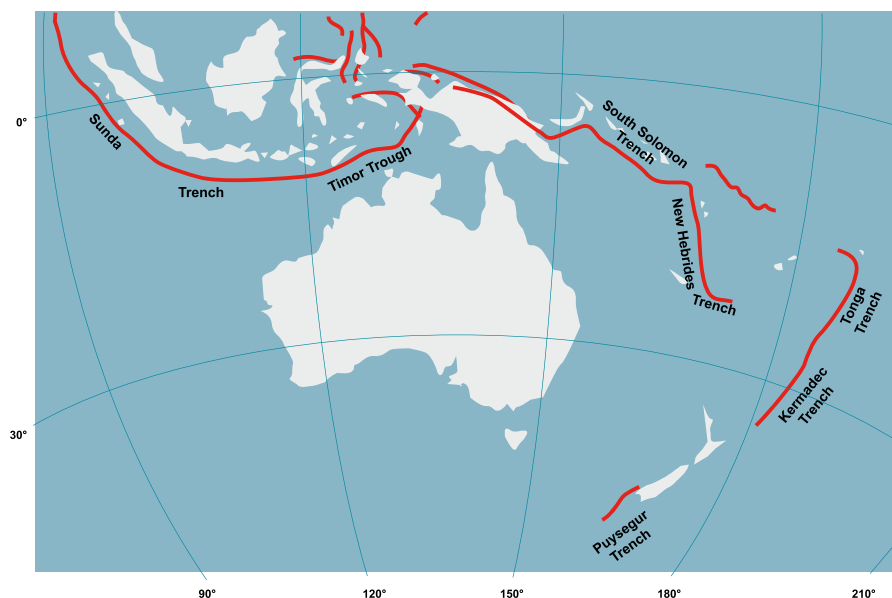 0°
Sunda
Trench
Timor Trough
South Solomon
Trench
New Hebrides
Trench
Tonga
Trench
Kermadec
Trench
30°
Puysegur
Trench
90°
120°
150°
180°
210°